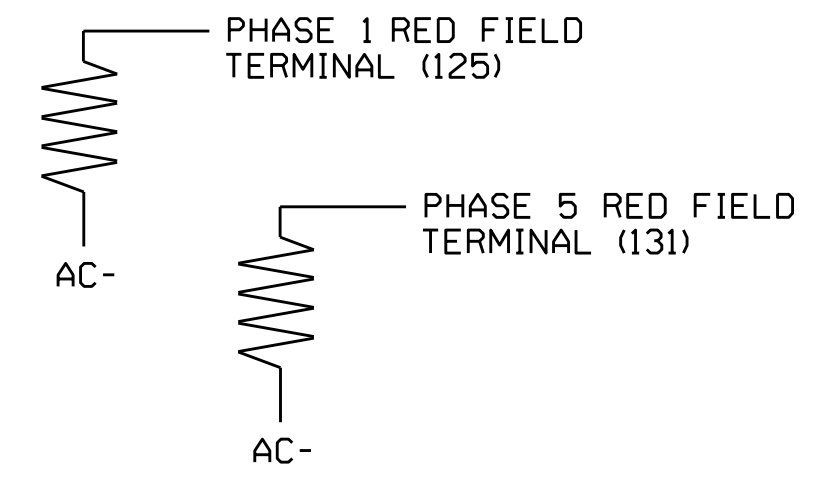 PHASE 1 RED FIELD
TERMINAL (125)
AC-
PHASE 5 RED FIELD
TERMINAL (131)
AC-